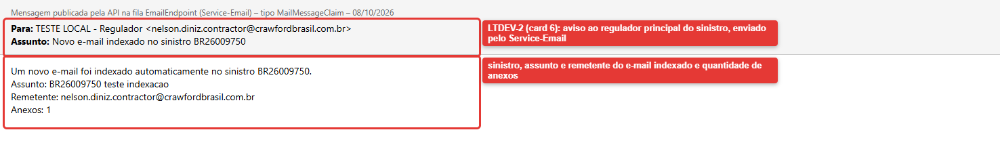 Mensagem publicada pela API na fila EmailEndpoint (Service-Email) – tipo MailMessageClaim – 08/10/2026
Para: TESTE LOCAL - Regulador <nelson.diniz.contractor@crawfordbrasil.com.br>
Assunto: Novo e-mail indexado no sinistro BR26009750
LTDEV-2 (card 6): aviso ao regulador principal do sinistro, enviado
pelo Service-Email
Um novo e-mail foi indexado automaticamente no sinistro BR26009750.
Assunto: BR26009750 teste indexacao
Remetente: nelson.diniz.contractor@crawfordbrasil.com.br
Anexos: 1
sinistro, assunto e remetente do e-mail indexado e quantidade de
anexos